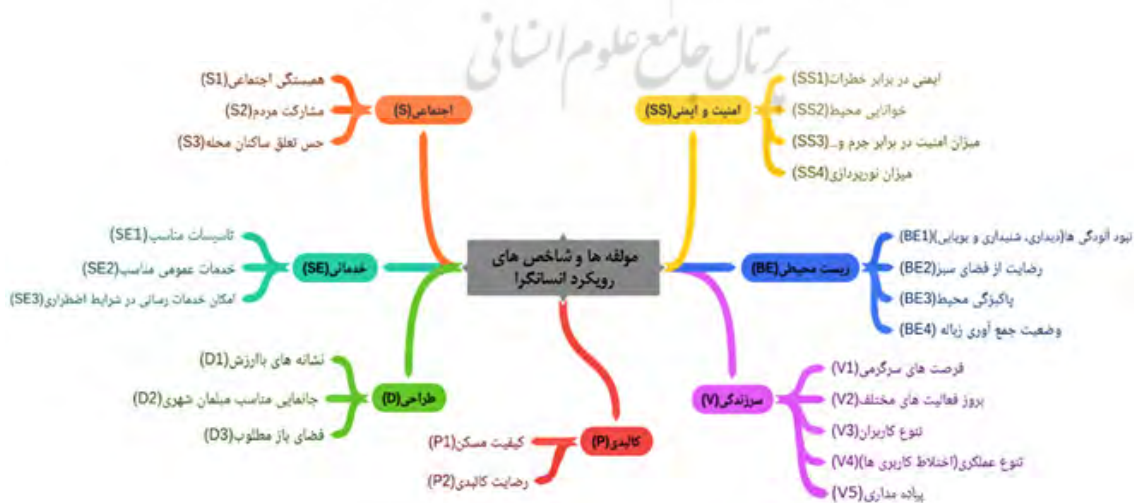 پرتال جامع علوم انسانی
مولفه ها و شاخص های
رویکرد انسانگرا
امنیت و ایمنی(SS)
ایمنی در برابر خطرات(SS1)
خوانایی محیط(SS2)
میزان امنیت در برابر جرم و...(SS3)
میزان نورپردازی(SS4)
زیست محیطی(BE)
نبود آلودگی ها(دیداری، شنیداری و بویایی)(BE1)
رضایت از فضای سبز(BE2)
پاکیزگی محیط(BE3)
وضعیت جمع آوری زباله (BE4)
سرزندگی(V)
فرصت های سرگرمی(V1)
بروز فعالیت های مختلف(V2)
تنوع کاربران(V3)
تنوع عملکری(اختلاط کاربری ها)(V4)
پیاده مداری(V5)
اجتماعی(S)
همبستگی اجتماعی(S1)
مشارکت مردم(S2)
حس تعلق ساکنان محله(S3)
خدماتی(SE)
تاسیسات مناسب(SE1)
خدمات عمومی مناسب(SE2)
امکان خدمات رسانی در شرایط اضطراری(SE3)
طراحی(D)
نشانه های باارزش(D1)
جانمایی مناسب مبلمان شهری(D2)
فضای باز مطلوب(D3)
کالبدی(P)
کیفیت مسکن(P1)
رضایت کالبدی(P2)